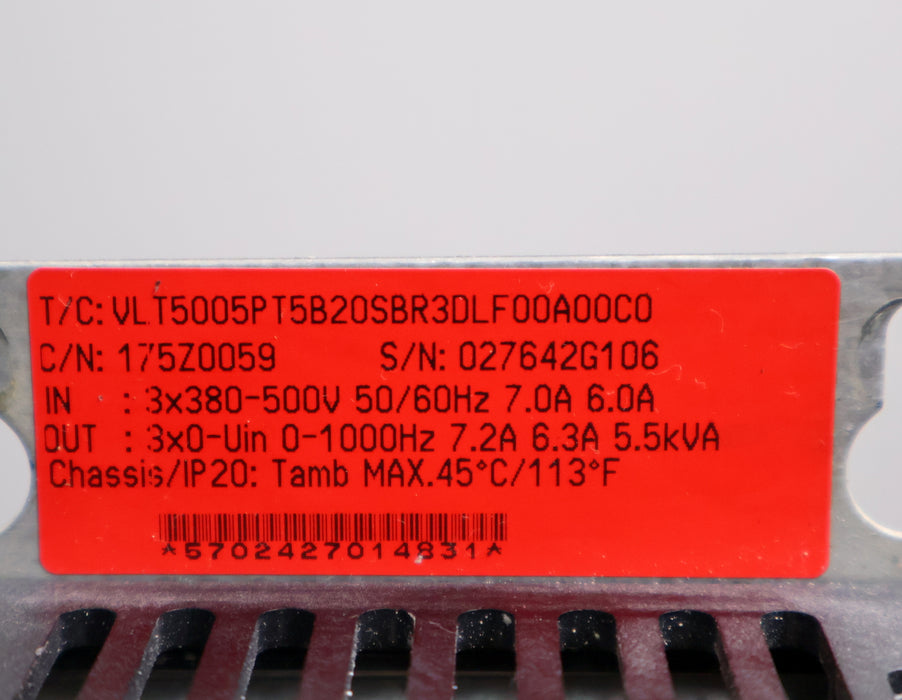 T/C: VLT5005PT5B20SBR3DLF00A00C0
C/N: 175Z0059 S/N: 027642G106
IN : 3x380-500V 50/60Hz 7.0A 6.0A
OUT : 3x0-Uin 0-1000Hz 7.2A 6.3A 5.5kVA
Chassis/IP20: Tamb MAX.45°C/113°F
*5702427014831*